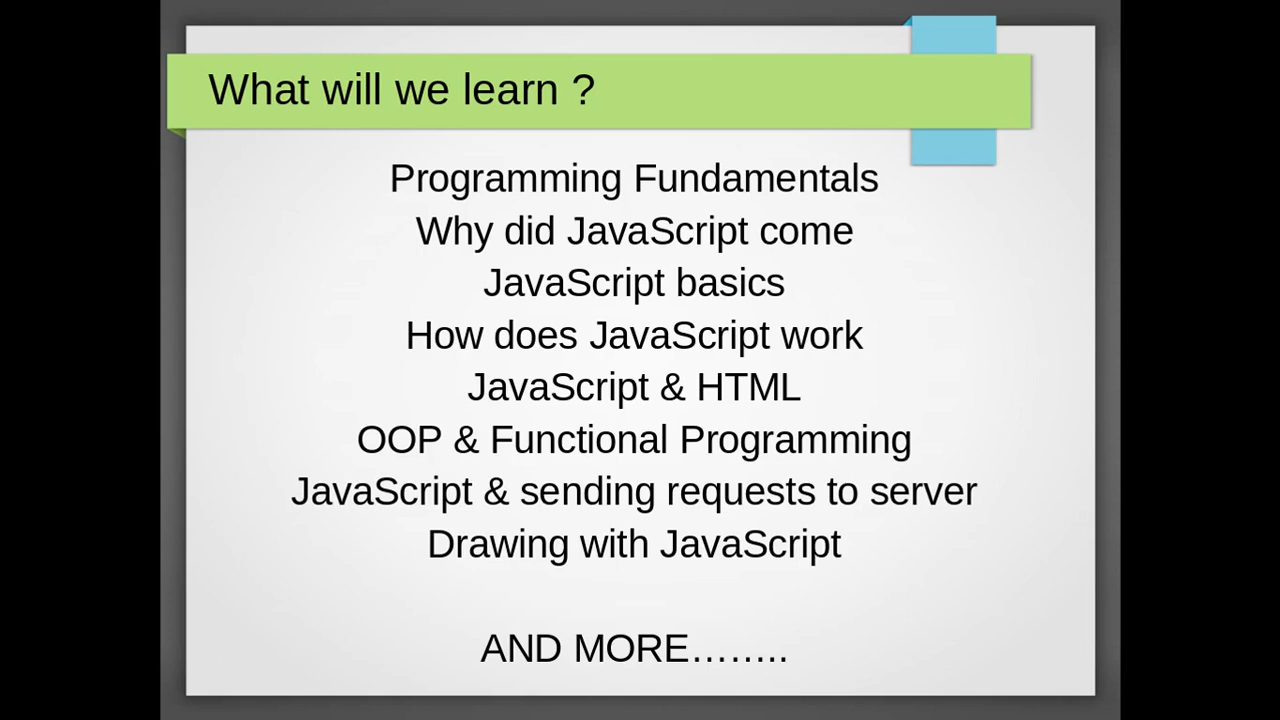 What will we learn ?
Programming Fundamentals
Why did JavaScript come
JavaScript basics
How does JavaScript work
JavaScript & HTML
OOP & Functional Programming
JavaScript & sending requests to server
Drawing with JavaScript
AND MORE……..